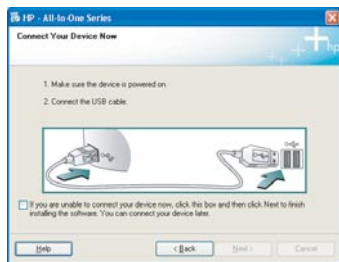 HP - All-In-One Series
Connect Your Device Now
hp
1. Make sure the device is powered on.
2. Connect the USB cable.
If you are unable to connect your device now, click this box and then click Next to finish
installing the software. You can connect your device later.
Help
< Back
Next >
Cancel